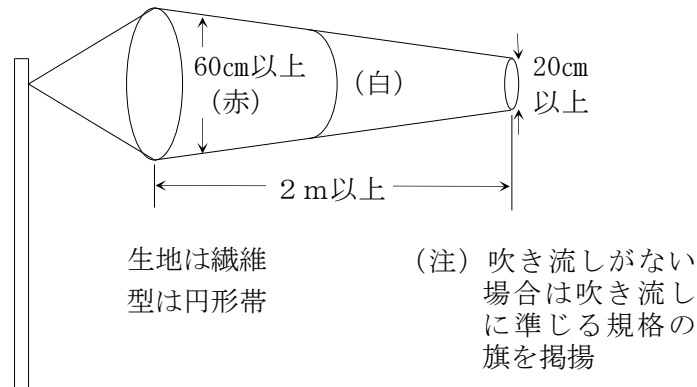 60cm以上
(赤)
(白)
20cm
以上
2m以上
生地は繊維
型は円形帯
(注) 吹き流しがない
場合は吹き流し
に準じる規格の
旗を掲揚